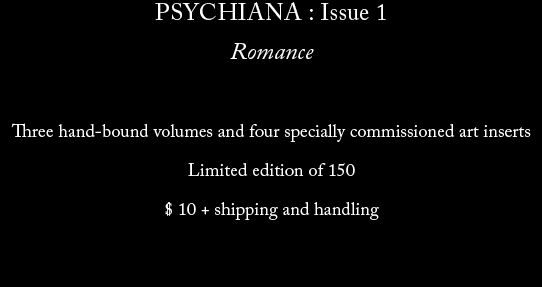 PSYCHIANA : Issue 1
Romance
Three hand-bound volumes and four specially commissioned art inserts
Limited edition of 150
$ 10 + shipping and handling